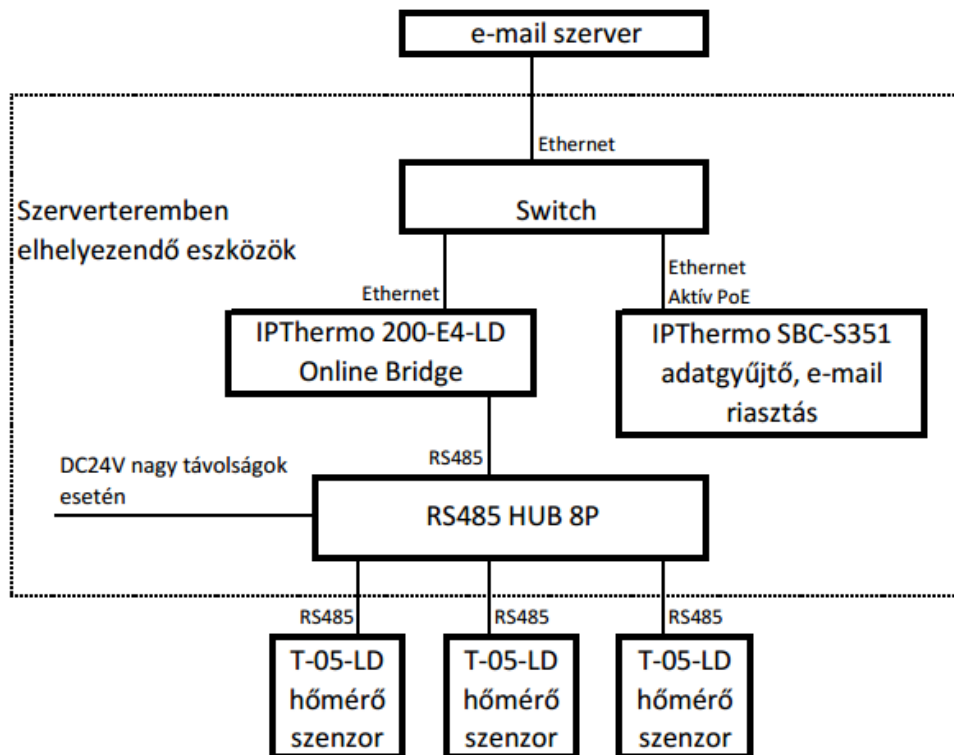 e-mail szerver
Ethernet
Switch
Szerverteremben
elhelyezendő eszközök
Ethernet
Ethernet
Aktív PoE
IPThermo 200-E4-LD
Online Bridge
IPThermo SBC-S351
adatgyűjtő, e-mail
riasztás
RS485
DC24V nagy távolságok
esetén
RS485 HUB 8P
RS485
RS485
RS485
T-05-LD
hőmérő
szenzor
T-05-LD
hőmérő
szenzor
T-05-LD
hőmérő
szenzor